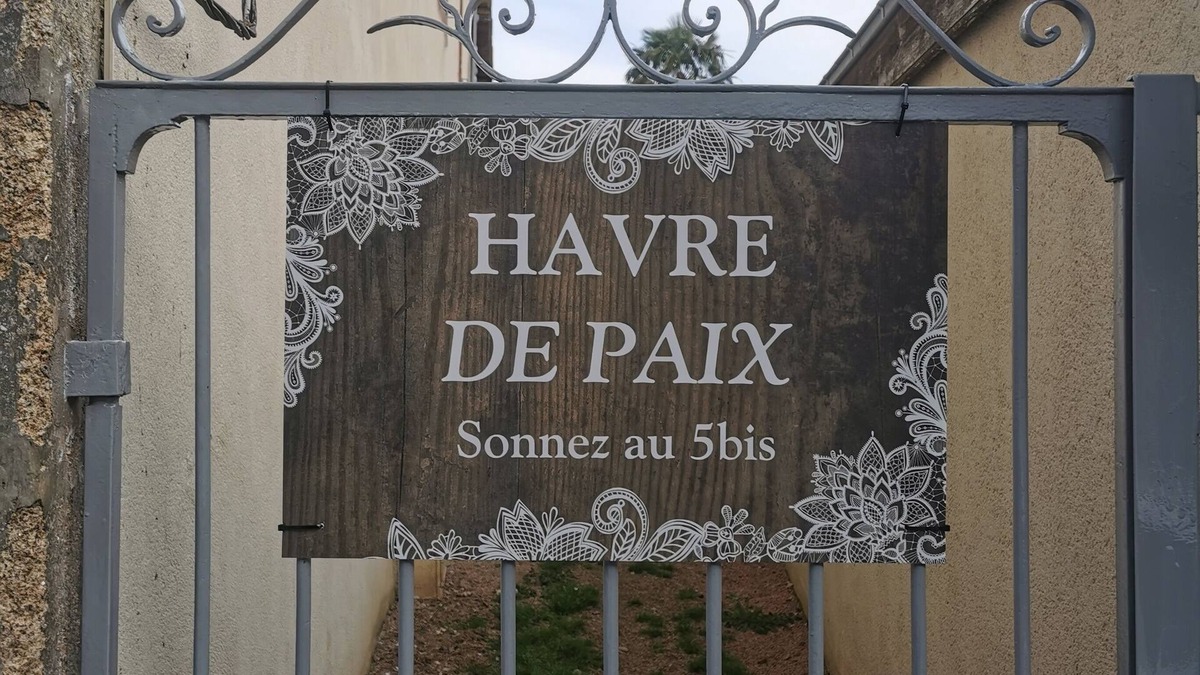 HAVRE
DE PAIX
Sonnez au 5bis